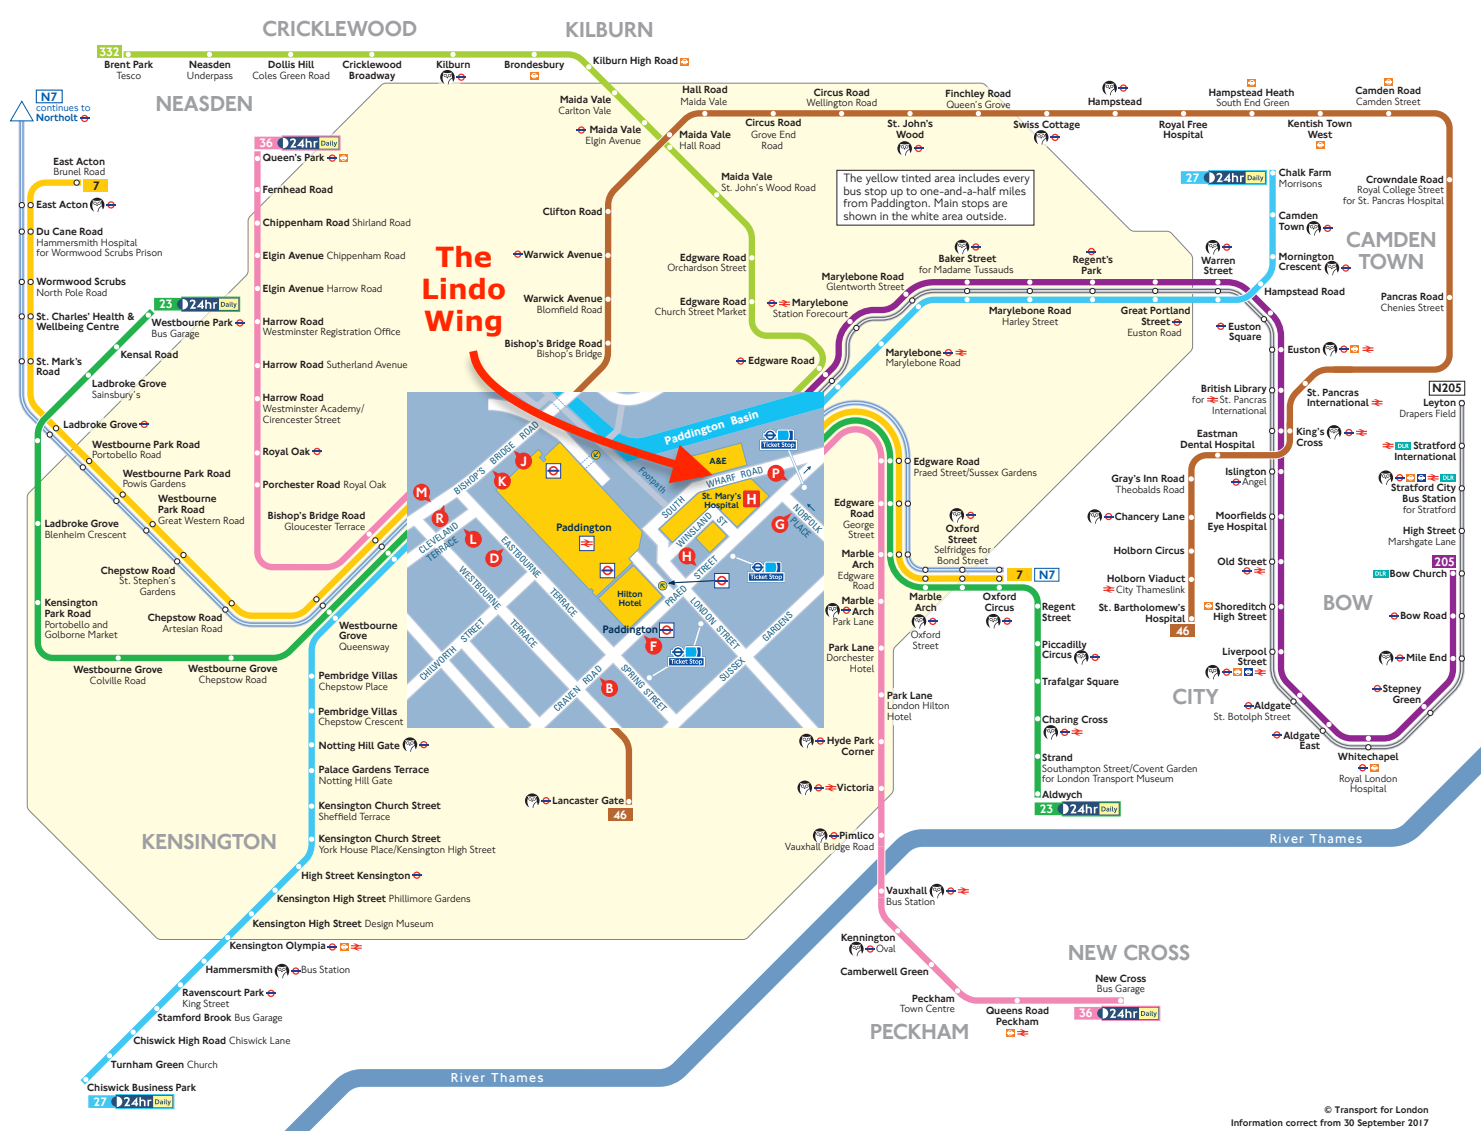 CRICKLEWOOD
KILBURN
332
Brent Park
Tesco
Neasden
Underpass
Dollis Hill
Coles Green Road
Cricklewood
Broadway
Kilburn
Brondesbury
Kilburn High Road
NEASDEN
N7
continues to
Northolt
East Acton
Brunel Road
7
East Acton
Du Cane Road
Hammersmith Hospital
for Wormwood Scrubs Prison
Wormwood Scrubs
North Pole Road
St. Charles' Health &
Wellbeing Centre
St. Mark's
Road
36 24hr Daily
Queen's Park
Fernhead Road
Chippenham Road Shirland Road
Elgin Avenue Chippenham Road
Elgin Avenue Harrow Road
Harrow Road
Westminster Registration Office
Harrow Road Sutherland Avenue
Harrow Road
Westminster Academy/
Cirencester Street
Royal Oak
Porchester Road Royal Oak
Bishop's Bridge Road
Gloucester Terrace
23 24hr Daily
Westbourne Park
Bus Garage
Kensal Road
Ladbroke Grove
Sainsbury's
Ladbroke Grove
Westbourne Park Road
Portobello Road
Westbourne Park Road
Powis Gardens
Westbourne
Park Road
Great Western Road
Ladbroke Grove
Blenheim Crescent
Chepstow Road
St. Stephen's
Gardens
Chepstow Road
Artesian Road
Kensington
Park Road
Portobello and
Golborne Market
Westbourne Grove
Colville Road
Westbourne Grove
Chepstow Road
Westbourne
Grove
Queensway
Pembridge Villas
Chepstow Place
Pembridge Villas
Chepstow Crescent
Notting Hill Gate
Palace Gardens Terrace
Notting Hill Gate
Kensington Church Street
Sheffield Terrace
Kensington Church Street
York House Place/Kensington High Street
KENSINGTON
High Street Kensington
Kensington High Street Phillimore Gardens
Kensington High Street Design Museum
Kensington Olympia
Hammersmith Bus Station
Ravenscourt Park
King Street
Stamford Brook Bus Garage
Chiswick High Road Chiswick Lane
Turnham Green Church
Chiswick Business Park
27 24hr Daily
Maida Vale
Carlton Vale
Maida Vale
Elgin Avenue
Maida Vale
Hall Road
Hall Road
Maida Vale
Circus Road
Grove End
Road
Circus Road
Wellington Road
St. John's
Wood
Finchley Road
Queen's Grove
Swiss Cottage
Hampstead
Royal Free
Hospital
Hampstead Heath
South End Green
Kentish Town
West
Camden Road
Camden Street
Maida Vale
St. John's Wood Road
The yellow tinted area includes every
bus stop up to one-and-a-half miles
from Paddington. Main stops are
shown in the white area outside.
Clifton Road
Warwick Avenue
Warwick Avenue
Blomfield Road
Bishop's Bridge Road
Bishop's Bridge
The
Lindo
Wing
Edgware Road
Orchardson Street
Edgware Road
Church Street Market
Edgware Road
Marylebone
Station Forecourt
Marylebone Road
Glentworth Street
Baker Street
for Madame Tussauds
Regent's
Park
Marylebone Road
Harley Street
Great Portland
Street
Euston Road
Warren
Street
Marylebone
Marylebone Road
27 24hr Daily
Chalk Farm
Morrisons
Camden
Town
Mornington
Crescent
Hampstead Road
Crowndale Road
Royal College Street
for St. Pancras Hospital
CAMDEN
TOWN
Pancras Road
Chenies Street
Euston
Square
Euston
British Library
for St. Pancras
International
St. Pancras
International
King's
Cross
Eastman
Dental Hospital
Gray's Inn Road
Theobalds Road
Chancery Lane
Holborn Circus
Holborn Viaduct
City Thameslink
St. Bartholomew's
Hospital
46
Islington
Angel
Moorfields
Eye Hospital
Old Street
Shoreditch
High Street
Liverpool
Street
CITY
Aldgate
St. Botolph Street
Aldgate
East
Whitechapel
Royal London
Hospital
N205
Leyton
Drapers Field
DLR Stratford
International
DLR
Stratford City
Bus Station
for Stratford
High Street
Marshgate Lane
205
DLR Bow Church
BOW
Bow Road
Mile End
Stepney
Green
Paddington Basin
Ticket Stop
A&E
Footpath
SOUTH WHARF ROAD
St. Mary's
Hospital H
WINSLAND ST
NORFOLK
PLACE
BISHOP'S BRIDGE ROAD
J
K
M
R
L
D
P
G
H
F
B
CLEVELAND
TERRACE
EASTBOURNE TERRACE
WESTBOURNE TERRACE
Paddington
Hilton
Hotel
Paddington
PRAED STREET
LONDON STREET
Ticket Stop
Ticket Stop
CHILWORTH STREET
CRAVEN ROAD
SPRING STREET
SUSSEX GARDENS
Lancaster Gate
46
Edgware Road
Praed Street/Sussex Gardens
Edgware
Road
George
Street
Marble
Arch
Edgware
Road
Marble
Arch
Park Lane
Park Lane
Dorchester
Hotel
Park Lane
London Hilton
Hotel
Hyde Park
Corner
Victoria
Pimlico
Vauxhall Bridge Road
Vauxhall
Bus Station
Kennington
Oval
Camberwell Green
Peckham
Town Centre
PECKHAM
Queens Road
Peckham
NEW CROSS
New Cross
Bus Garage
36 24hr Daily
Oxford
Street
Selfridges for
Bond Street
7 N7
Marble
Arch
Oxford
Street
Oxford
Circus
Regent
Street
Piccadilly
Circus
Trafalgar Square
Charing Cross
Strand
Southampton Street/Covent Garden
for London Transport Museum
Aldwych
23 24hr Daily
River Thames
River Thames
© Transport for London
Information correct from 30 September 2017